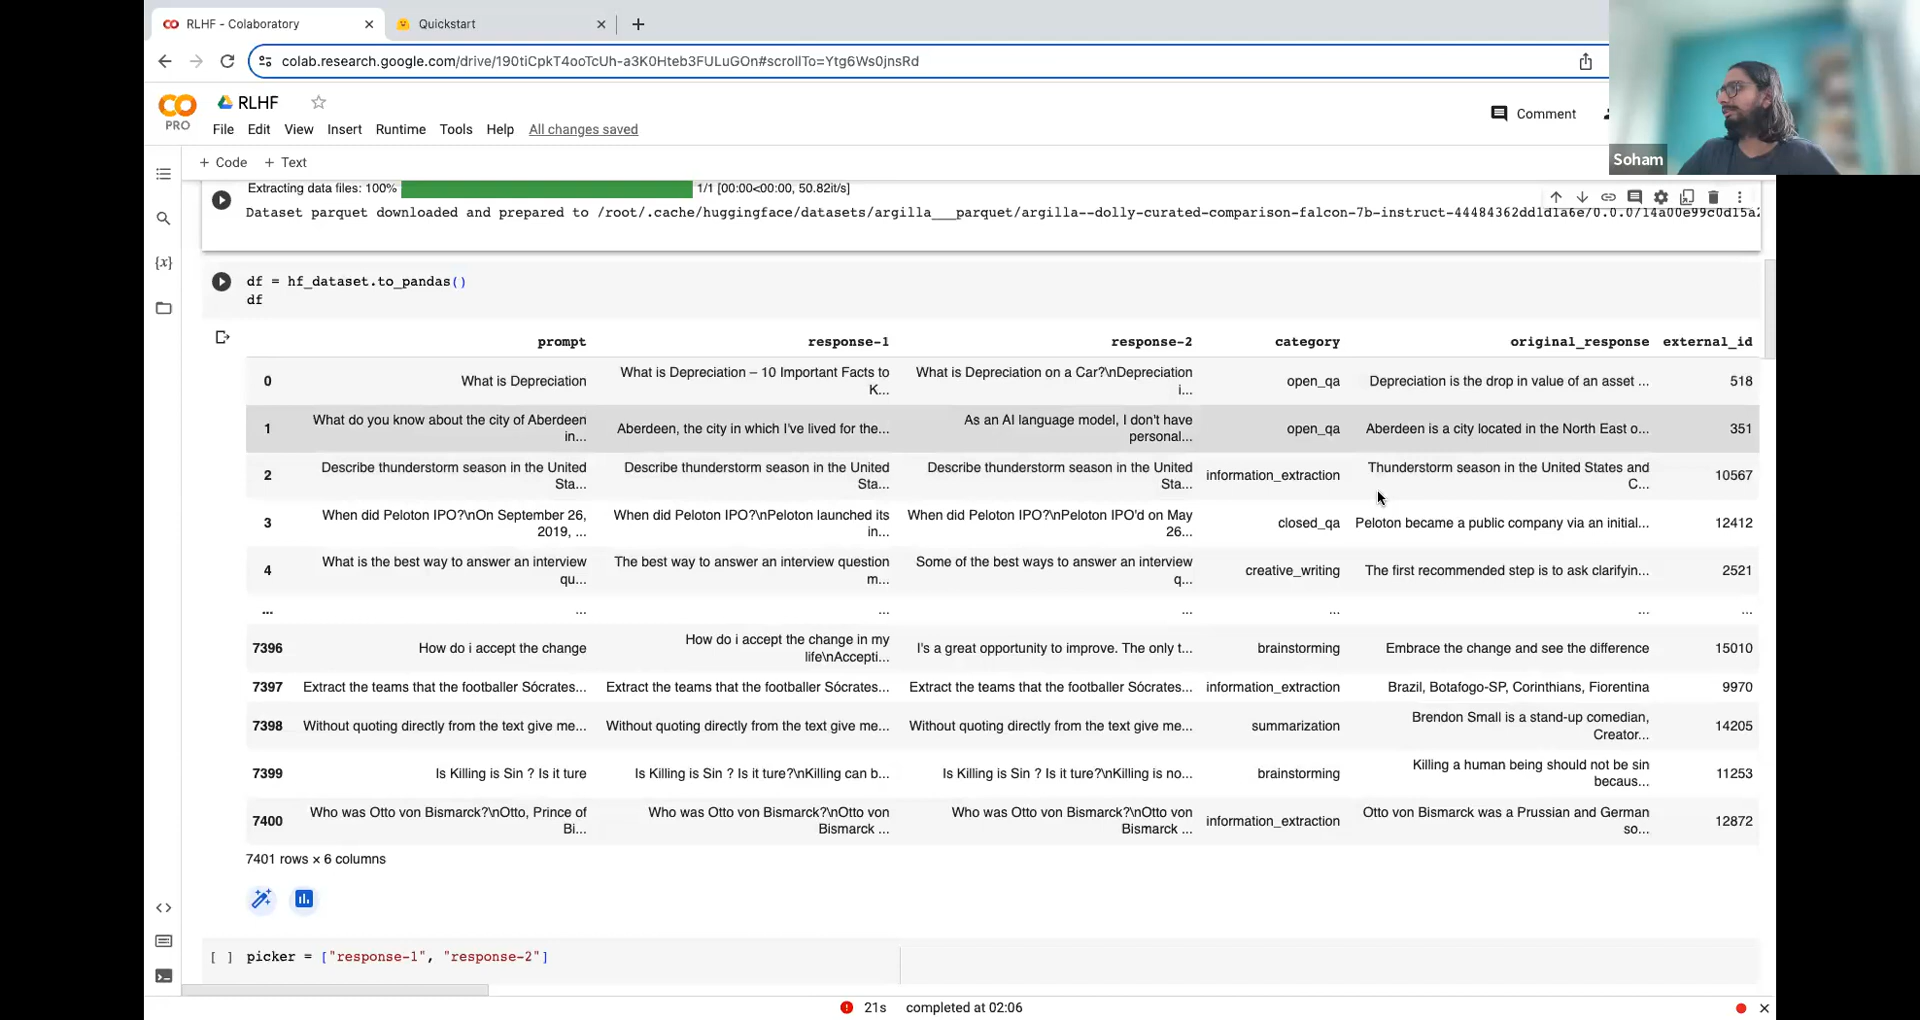 RLHF - Colaboratory
Quickstart
colab.research.google.com/drive/190tiCpkT4ooTcUh-a3K0Hteb3FULuGOn#scrollTo=Ytg6Ws0jnsRd
RLHF
PRO
File Edit View Insert Runtime Tools Help All changes saved
Comment
Soham
+ Code + Text
Extracting data files: 100% 1/1 [00:00<00:00, 50.82it/s]
Dataset parquet downloaded and prepared to /root/.cache/huggingface/datasets/argilla___parquet/argilla--dolly-curated-comparison-falcon-7b-instruct-44484362dd1d1a6e/0.0.0/14a00e99c0d15a2
df = hf_dataset.to_pandas()
df
prompt response-1 response-2 category original_response external_id
0 What is Depreciation What is Depreciation – 10 Important Facts to K... What is Depreciation on a Car?\nDepreciation i... open_qa Depreciation is the drop in value of an asset ... 518
1 What do you know about the city of Aberdeen in... Aberdeen, the city in which I've lived for the... As an AI language model, I don't have personal... open_qa Aberdeen is a city located in the North East o... 351
2 Describe thunderstorm season in the United Sta... Describe thunderstorm season in the United Sta... Describe thunderstorm season in the United Sta... information_extraction Thunderstorm season in the United States and C... 10567
3 When did Peloton IPO?\nOn September 26, 2019, ... When did Peloton IPO?\nPeloton launched its in... When did Peloton IPO?\nPeloton IPO'd on May 26... closed_qa Peloton became a public company via an initial... 12412
4 What is the best way to answer an interview qu... The best way to answer an interview question m... Some of the best ways to answer an interview q... creative_writing The first recommended step is to ask clarifyin... 2521
... ... ... ... ... ... ...
7396 How do i accept the change How do i accept the change in my life\nAccepti... I's a great opportunity to improve. The only t... brainstorming Embrace the change and see the difference 15010
7397 Extract the teams that the footballer Sócrates... Extract the teams that the footballer Sócrates... Extract the teams that the footballer Sócrates... information_extraction Brazil, Botafogo-SP, Corinthians, Fiorentina 9970
7398 Without quoting directly from the text give me... Without quoting directly from the text give me... Without quoting directly from the text give me... summarization Brendon Small is a stand-up comedian, Creator... 14205
7399 Is Killing is Sin ? Is it ture Is Killing is Sin ? Is it ture?\nKilling can b... Is Killing is Sin ? Is it ture?\nKilling is no... brainstorming Killing a human being should not be sin becaus... 11253
7400 Who was Otto von Bismarck?\nOtto, Prince of Bi... Who was Otto von Bismarck?\nOtto von Bismarck ... Who was Otto von Bismarck?\nOtto von Bismarck ... information_extraction Otto von Bismarck was a Prussian and German so... 12872
7401 rows × 6 columns
[ ] picker = ["response-1", "response-2"]
21s completed at 02:06